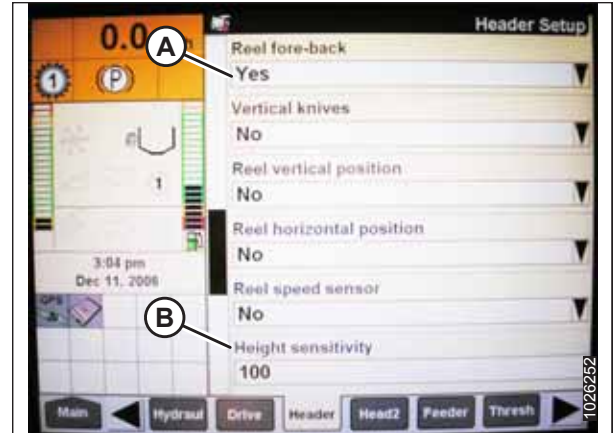 Header Setup
0.0
A
Reel fore-back
Yes
1
(P)
Vertical knives
No
Reel vertical position
No
1
Reel horizontal position
No
3:04 pm
Dec 11, 2006
Reel speed sensor
No
GPS
B
Height sensitivity
100
1026252
Main
Hydraul
Drive
Header
Head2
Feeder
Thresh